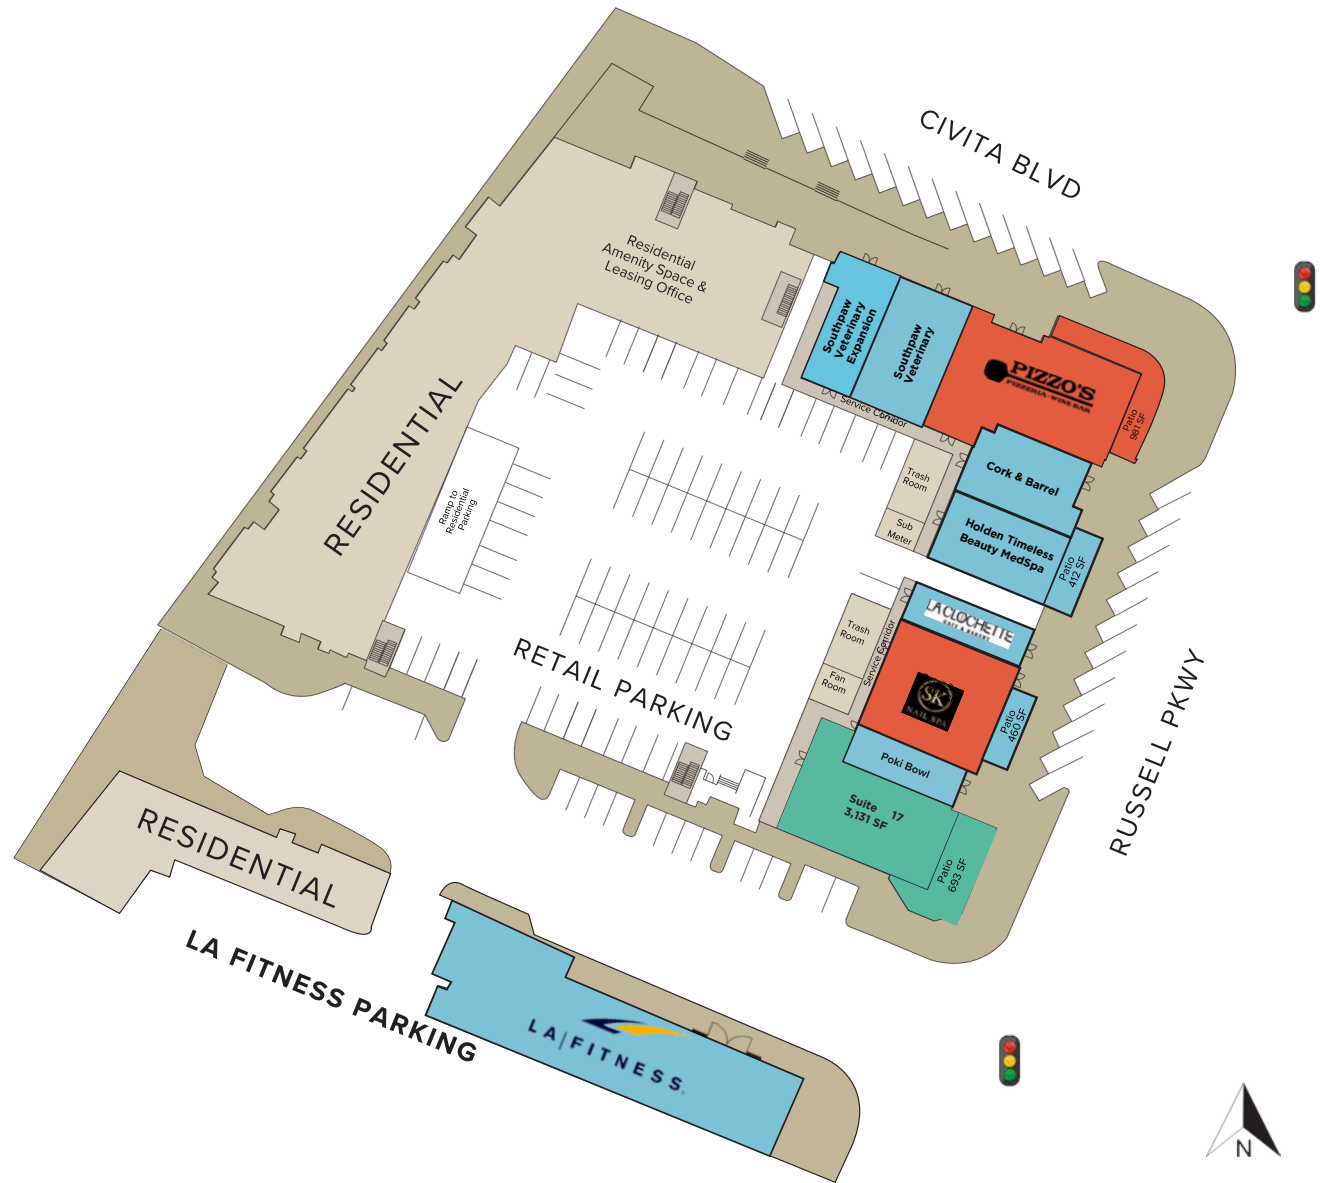 CIVITA BLVD
Residential
Amenity Space &
Leasing Office
Southpaw
Veterinary
Expansion
Southpaw
Veterinary
PIZZO'S
PIZZERIA · WINE BAR
Patio
981 SF
Service Corridor
RESIDENTIAL
Trash
Room
Cork & Barrel
Ramp to
Residential
Parking
Sub
Meter
Holden Timeless
Beauty MedSpa
Patio
412 SF
LA CLOCHETTE
CAFE & BAKERY
Trash
Room
Service Corridor
RETAIL PARKING
Fan
Room
SK
NAIL SPA
Patio
460 SF
RUSSELL PKWY
Poki Bowl
Suite 17
3,131 SF
Patio
693 SF
RESIDENTIAL
LA FITNESS PARKING
LA|FITNESS
N